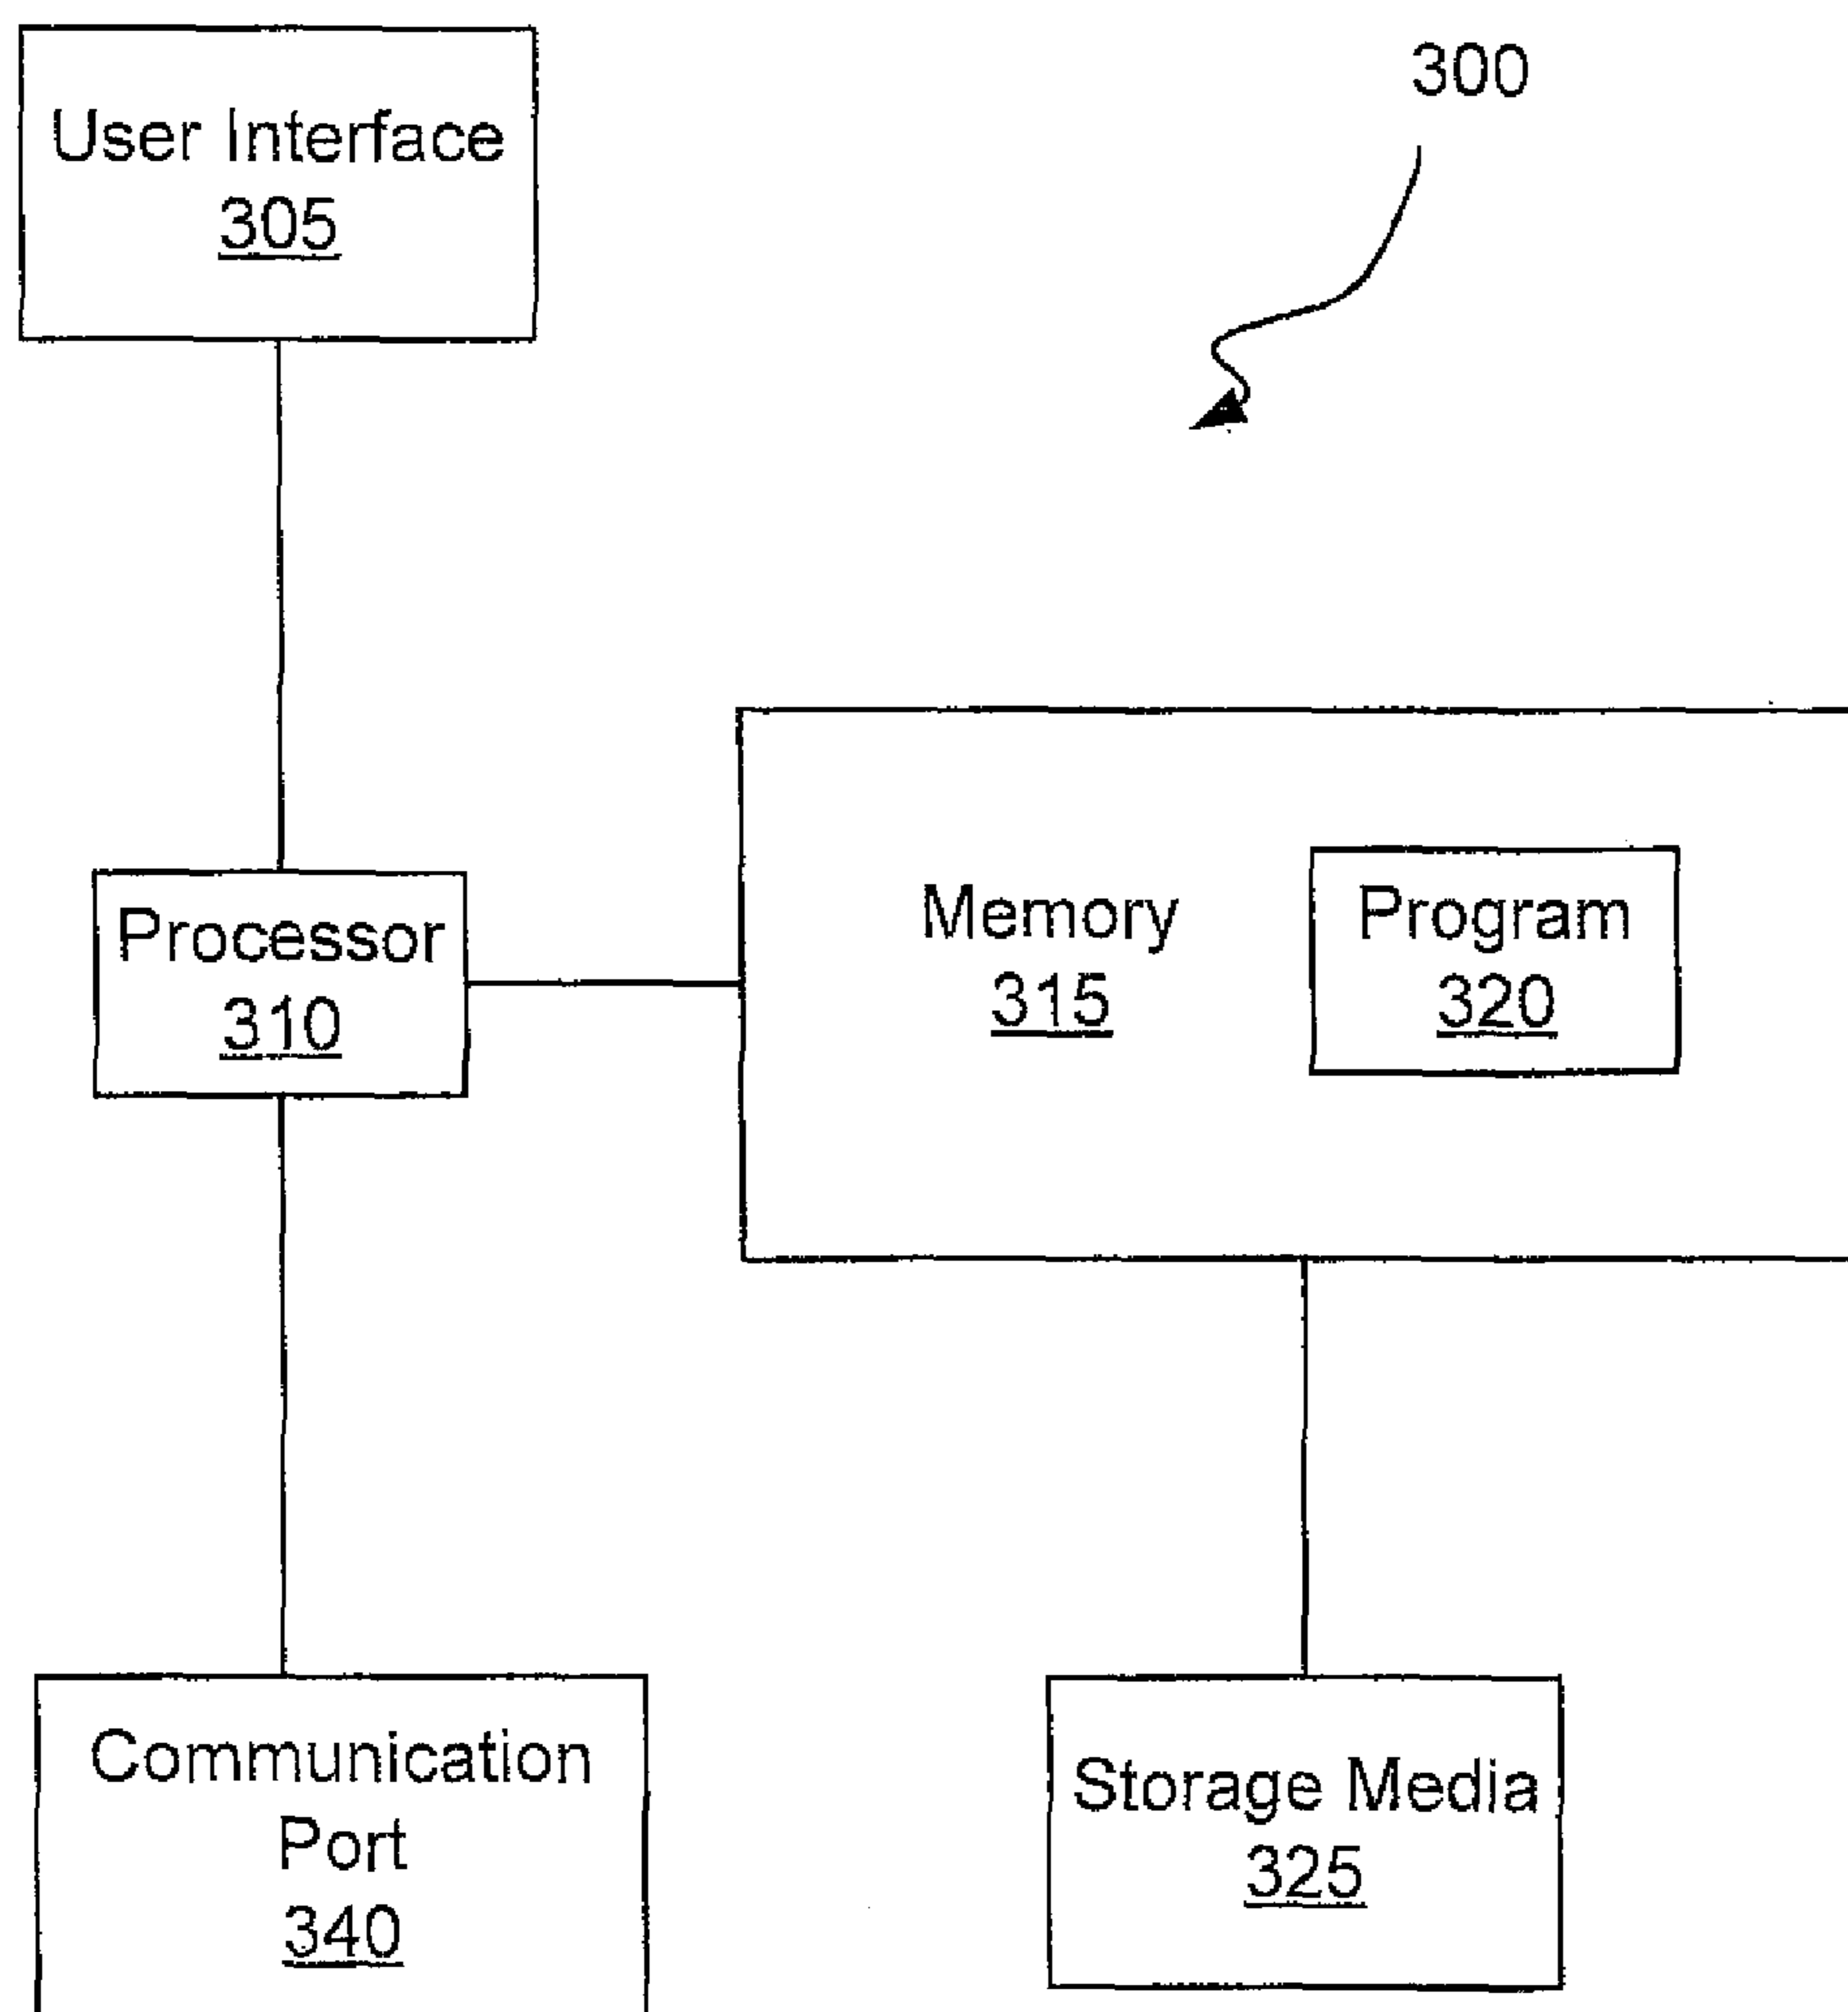 300
User Interface
305
Processor
310
Memory
315
Program
320
Communication
Port
340
Storage Media
325